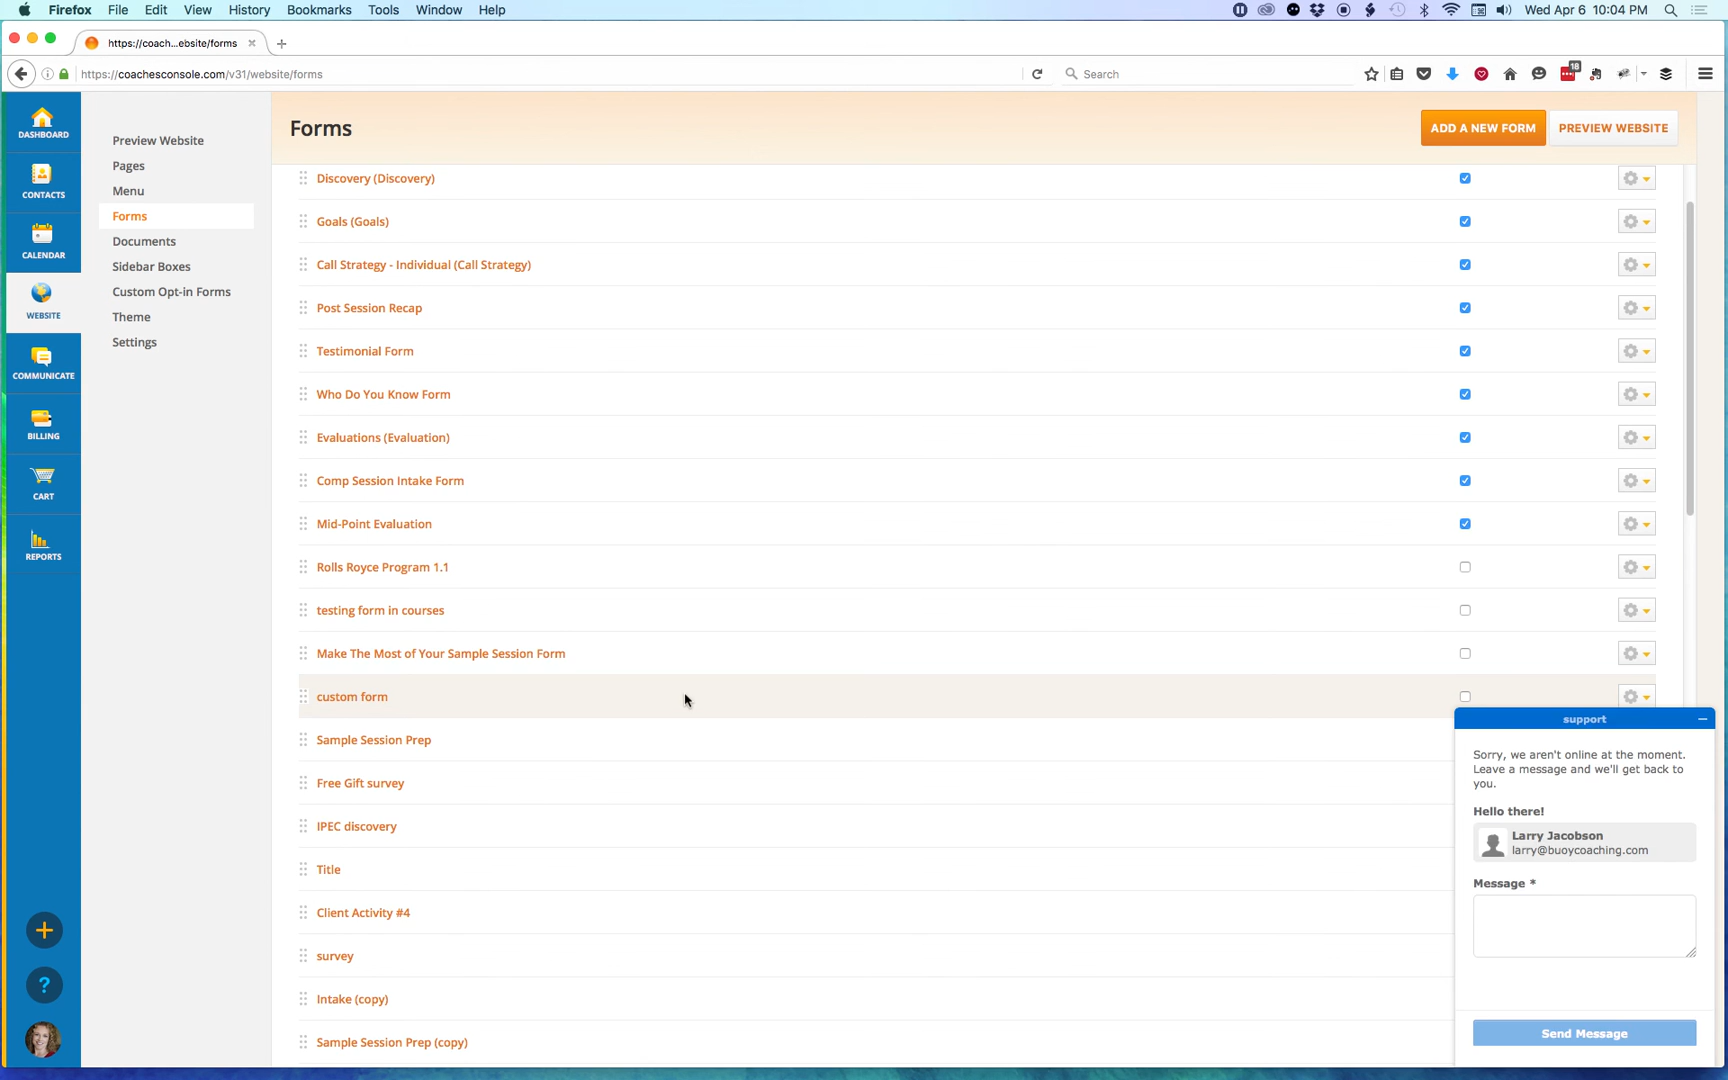 Firefox File Edit View History Bookmarks Tools Window Help Wed Apr 6 10:04 PM
https://coach...ebsite/forms
https://coachesconsole.com/v31/website/forms Search 18
Forms
ADD A NEW FORM PREVIEW WEBSITE
DASHBOARD
CONTACTS
CALENDAR
WEBSITE
COMMUNICATE
BILLING
CART
REPORTS
Preview Website
Pages
Menu
Forms
Documents
Sidebar Boxes
Custom Opt-in Forms
Theme
Settings
Discovery (Discovery)
Goals (Goals)
Call Strategy - Individual (Call Strategy)
Post Session Recap
Testimonial Form
Who Do You Know Form
Evaluations (Evaluation)
Comp Session Intake Form
Mid-Point Evaluation
Rolls Royce Program 1.1
testing form in courses
Make The Most of Your Sample Session Form
custom form
Sample Session Prep
Free Gift survey
IPEC discovery
Title
Client Activity #4
survey
Intake (copy)
Sample Session Prep (copy)
support
Sorry, we aren't online at the moment.
Leave a message and we'll get back to
you.
Hello there!
Larry Jacobson
larry@buoycoaching.com
Message *
Send Message